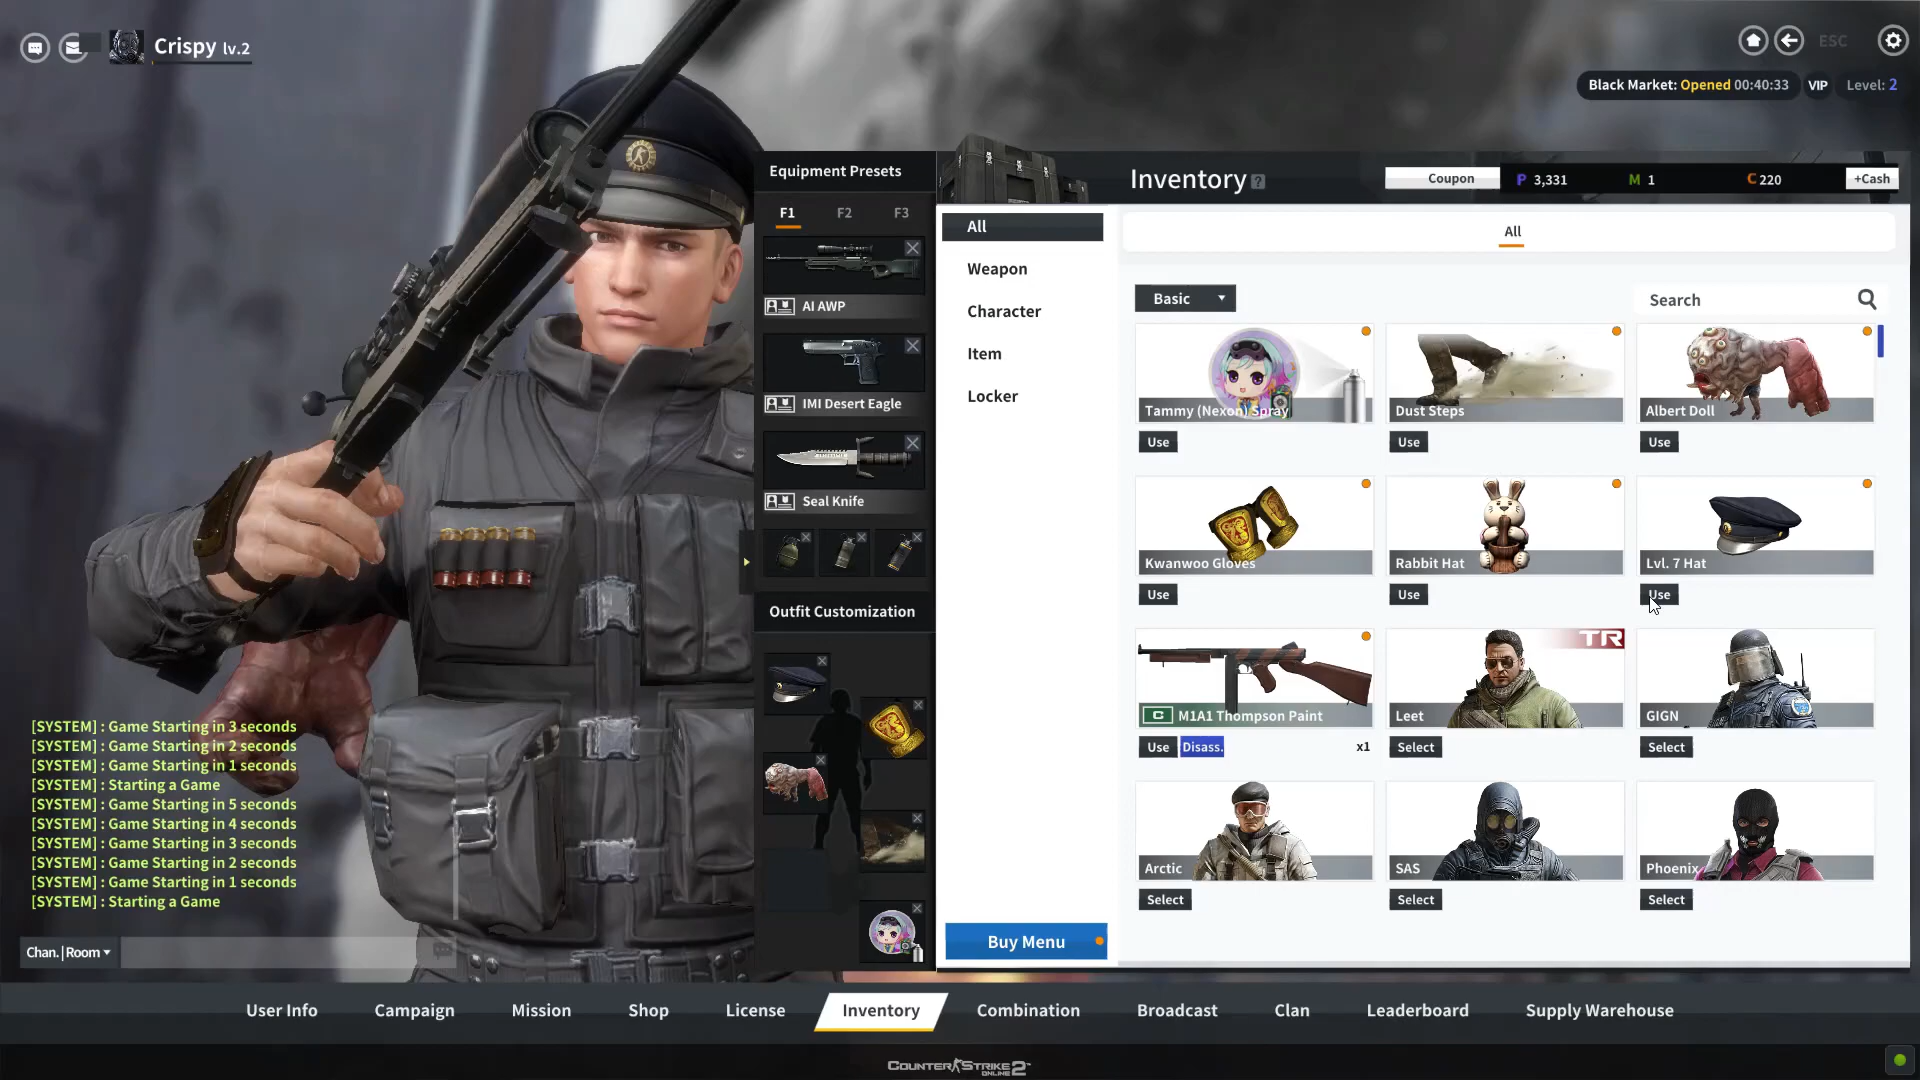 Crispy lv.2
ESC
Black Market: Opened 00:40:33
VIP
Level: 2
Equipment Presets
F1 F2 F3
AI AWP
IMI Desert Eagle
Seal Knife
Outfit Customization
Inventory ?
Coupon
P 3,331
M 1
C 220
+Cash
All
Weapon
Character
Item
Locker
Buy Menu
All
Basic
Search
Tammy (Nexon) Spray
Use
Dust Steps
Use
Albert Doll
Use
Kwanwoo Gloves
Use
Rabbit Hat
Use
Lvl. 7 Hat
Use
C M1A1 Thompson Paint
Use Disass. x1
TR
Leet
Select
GIGN
Select
Arctic
Select
SAS
Select
Phoenix
Select
[SYSTEM] : Game Starting in 3 seconds
[SYSTEM] : Game Starting in 2 seconds
[SYSTEM] : Game Starting in 1 seconds
[SYSTEM] : Starting a Game
[SYSTEM] : Game Starting in 5 seconds
[SYSTEM] : Game Starting in 4 seconds
[SYSTEM] : Game Starting in 3 seconds
[SYSTEM] : Game Starting in 2 seconds
[SYSTEM] : Game Starting in 1 seconds
[SYSTEM] : Starting a Game
Chan. | Room
User Info Campaign Mission Shop License Inventory Combination Broadcast Clan Leaderboard Supply Warehouse
COUNTER STRIKE ONLINE 2